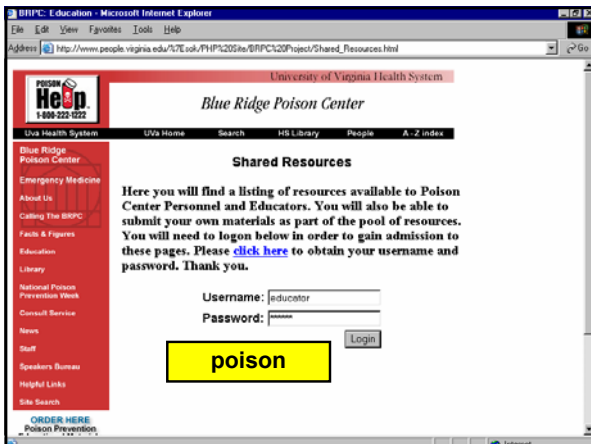 BRPC: Education - Microsoft Internet Explorer
File Edit View Favorites Tools Help
Address http://www.people.virginia.edu/%7Esok/PHP%20Site/BRPC%20Project/Shared_Resources.html Go
University of Virginia Health System
POISON
Help
1-800-222-1222
Blue Ridge Poison Center
Uva Health System UVa Home Search HS Library People A - Z index
Blue Ridge
Poison Center
Emergency Medicine
About Us
Calling The BRPC
Facts & Figures
Education
Library
National Poison
Prevention Week
Consult Service
News
Staff
Speakers Bureau
Helpful Links
Site Search
ORDER HERE
Poison Prevention
Shared Resources
Here you will find a listing of resources available to Poison
Center Personnel and Educators. You will also be able to
submit your own materials as part of the pool of resources.
You will need to logon below in order to gain admission to
these pages. Please click here to obtain your username and
password. Thank you.
Username: educator
Password: ******
Login
poison
Internet